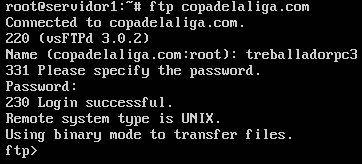 root@servidor1:~# ftp copadelaliga.com
Connected to copadelaliga.com.
220 (vsFTPd 3.0.2)
Name (copadelaliga.com:root): treballadorpc3
331 Please specify the password.
Password:
230 Login successful.
Remote system type is UNIX.
Using binary mode to transfer files.
ftp>